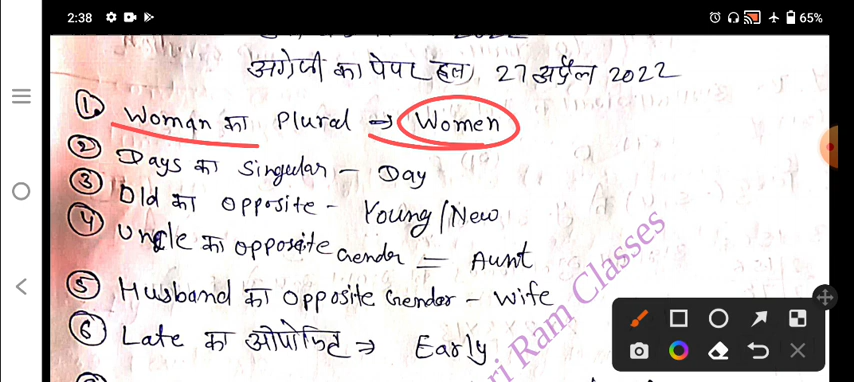 2:38
65%
2022
अंग्रेजी का पेपर हल, 27 अप्रैल 2022
① Woman का Plural → Women
② Days का Singular – Day
③ Old का opposite – Young/New
④ Uncle का opposite Gender = Aunt
⑤ Husband का opposite Gender – Wife
⑥ Late का ओपोजिट → Early
ri Ram Classes